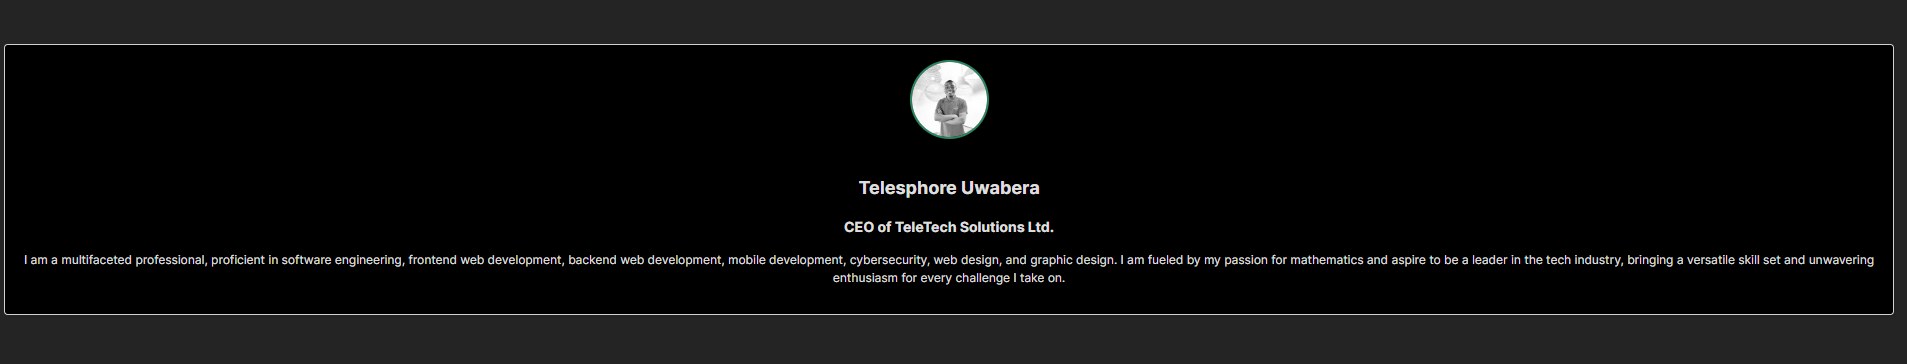 Telesphore Uwabera
CEO of TeleTech Solutions Ltd.
I am a multifaceted professional, proficient in software engineering, frontend web development, backend web development, mobile development, cybersecurity, web design, and graphic design. I am fueled by my passion for mathematics and aspire to be a leader in the tech industry, bringing a versatile skill set and unwavering
enthusiasm for every challenge I take on.